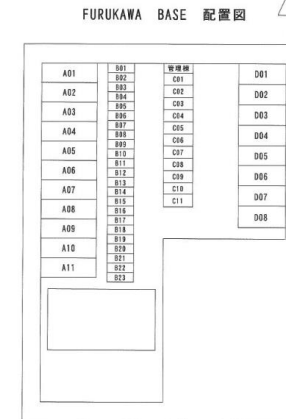 FURUKAWA BASE 配置図
A01
A02
A03
A04
A05
A06
A07
A08
A09
A10
A11
B01
B02
B03
B04
B05
B06
B07
B08
B09
B10
B11
B12
B13
B14
B15
B16
B17
B18
B19
B20
B21
B22
B23
管理棟
C01
C02
C03
C04
C05
C06
C07
C08
C09
C10
C11
D01
D02
D03
D04
D05
D06
D07
D08